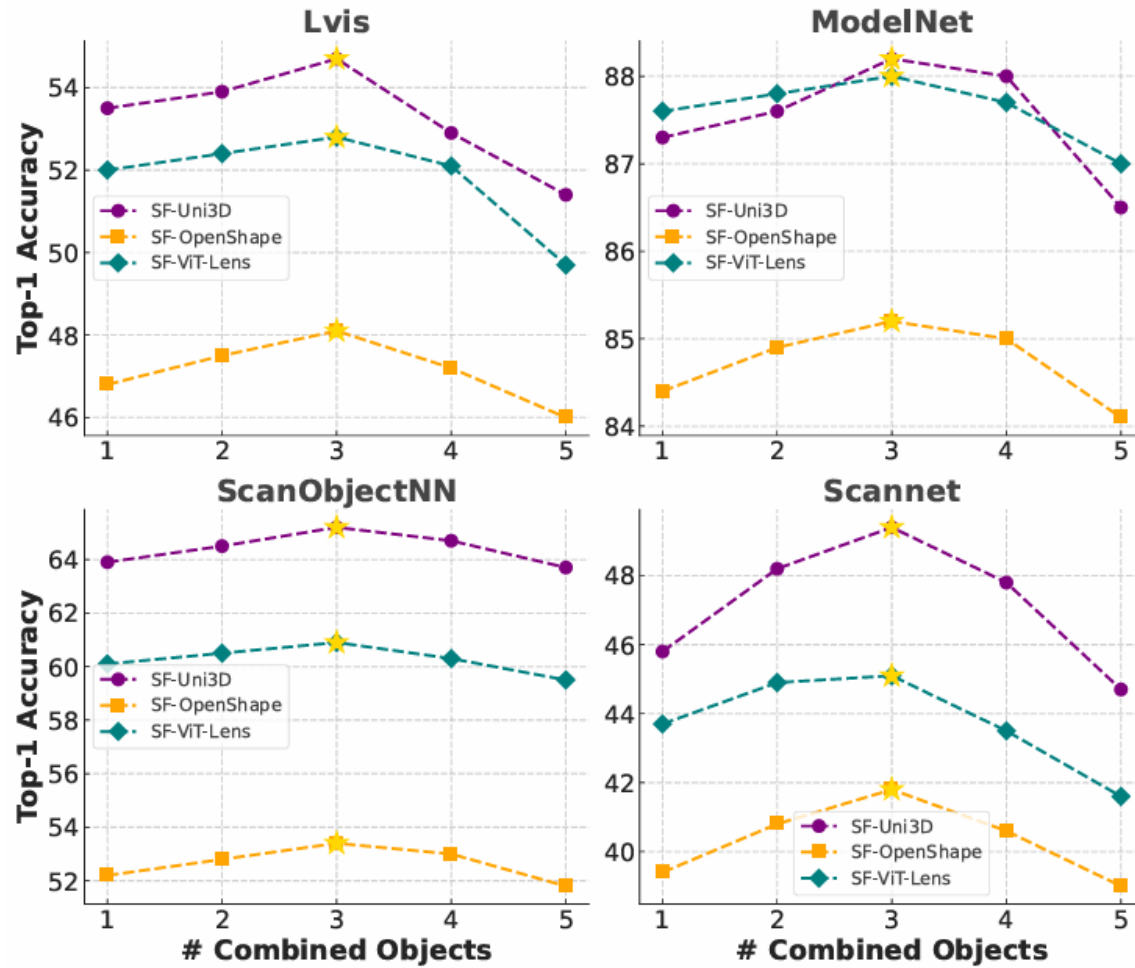 Lvis
54
52
50
48
46
Top-1 Accuracy
SF-Uni3D
SF-OpenShape
SF-ViT-Lens
1 2 3 4 5
ModelNet
88
87
86
85
84
SF-Uni3D
SF-OpenShape
SF-ViT-Lens
1 2 3 4 5
ScanObjectNN
64
62
60
58
56
54
52
Top-1 Accuracy
SF-Uni3D
SF-OpenShape
SF-ViT-Lens
1 2 3 4 5
# Combined Objects
Scannet
48
46
44
42
40
SF-Uni3D
SF-OpenShape
SF-ViT-Lens
1 2 3 4 5
# Combined Objects